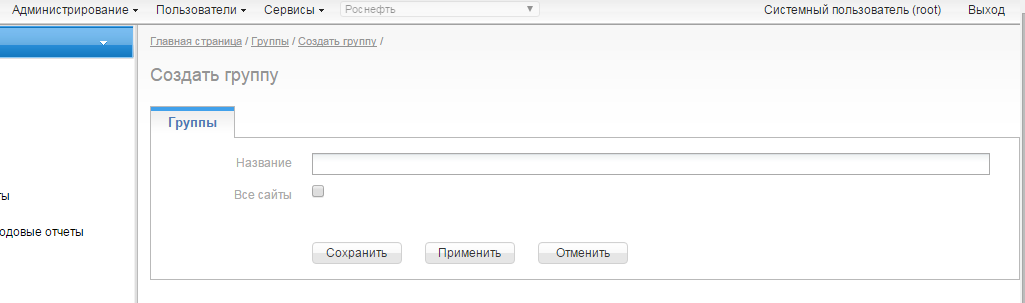 Администрирование Пользователи Сервисы Роснефть Системный пользователь (root) Выход
Главная страница / Группы / Создать группу /
Создать группу
Группы
Название
Все сайты
ты
одовые отчеты
Сохранить Применить Отменить